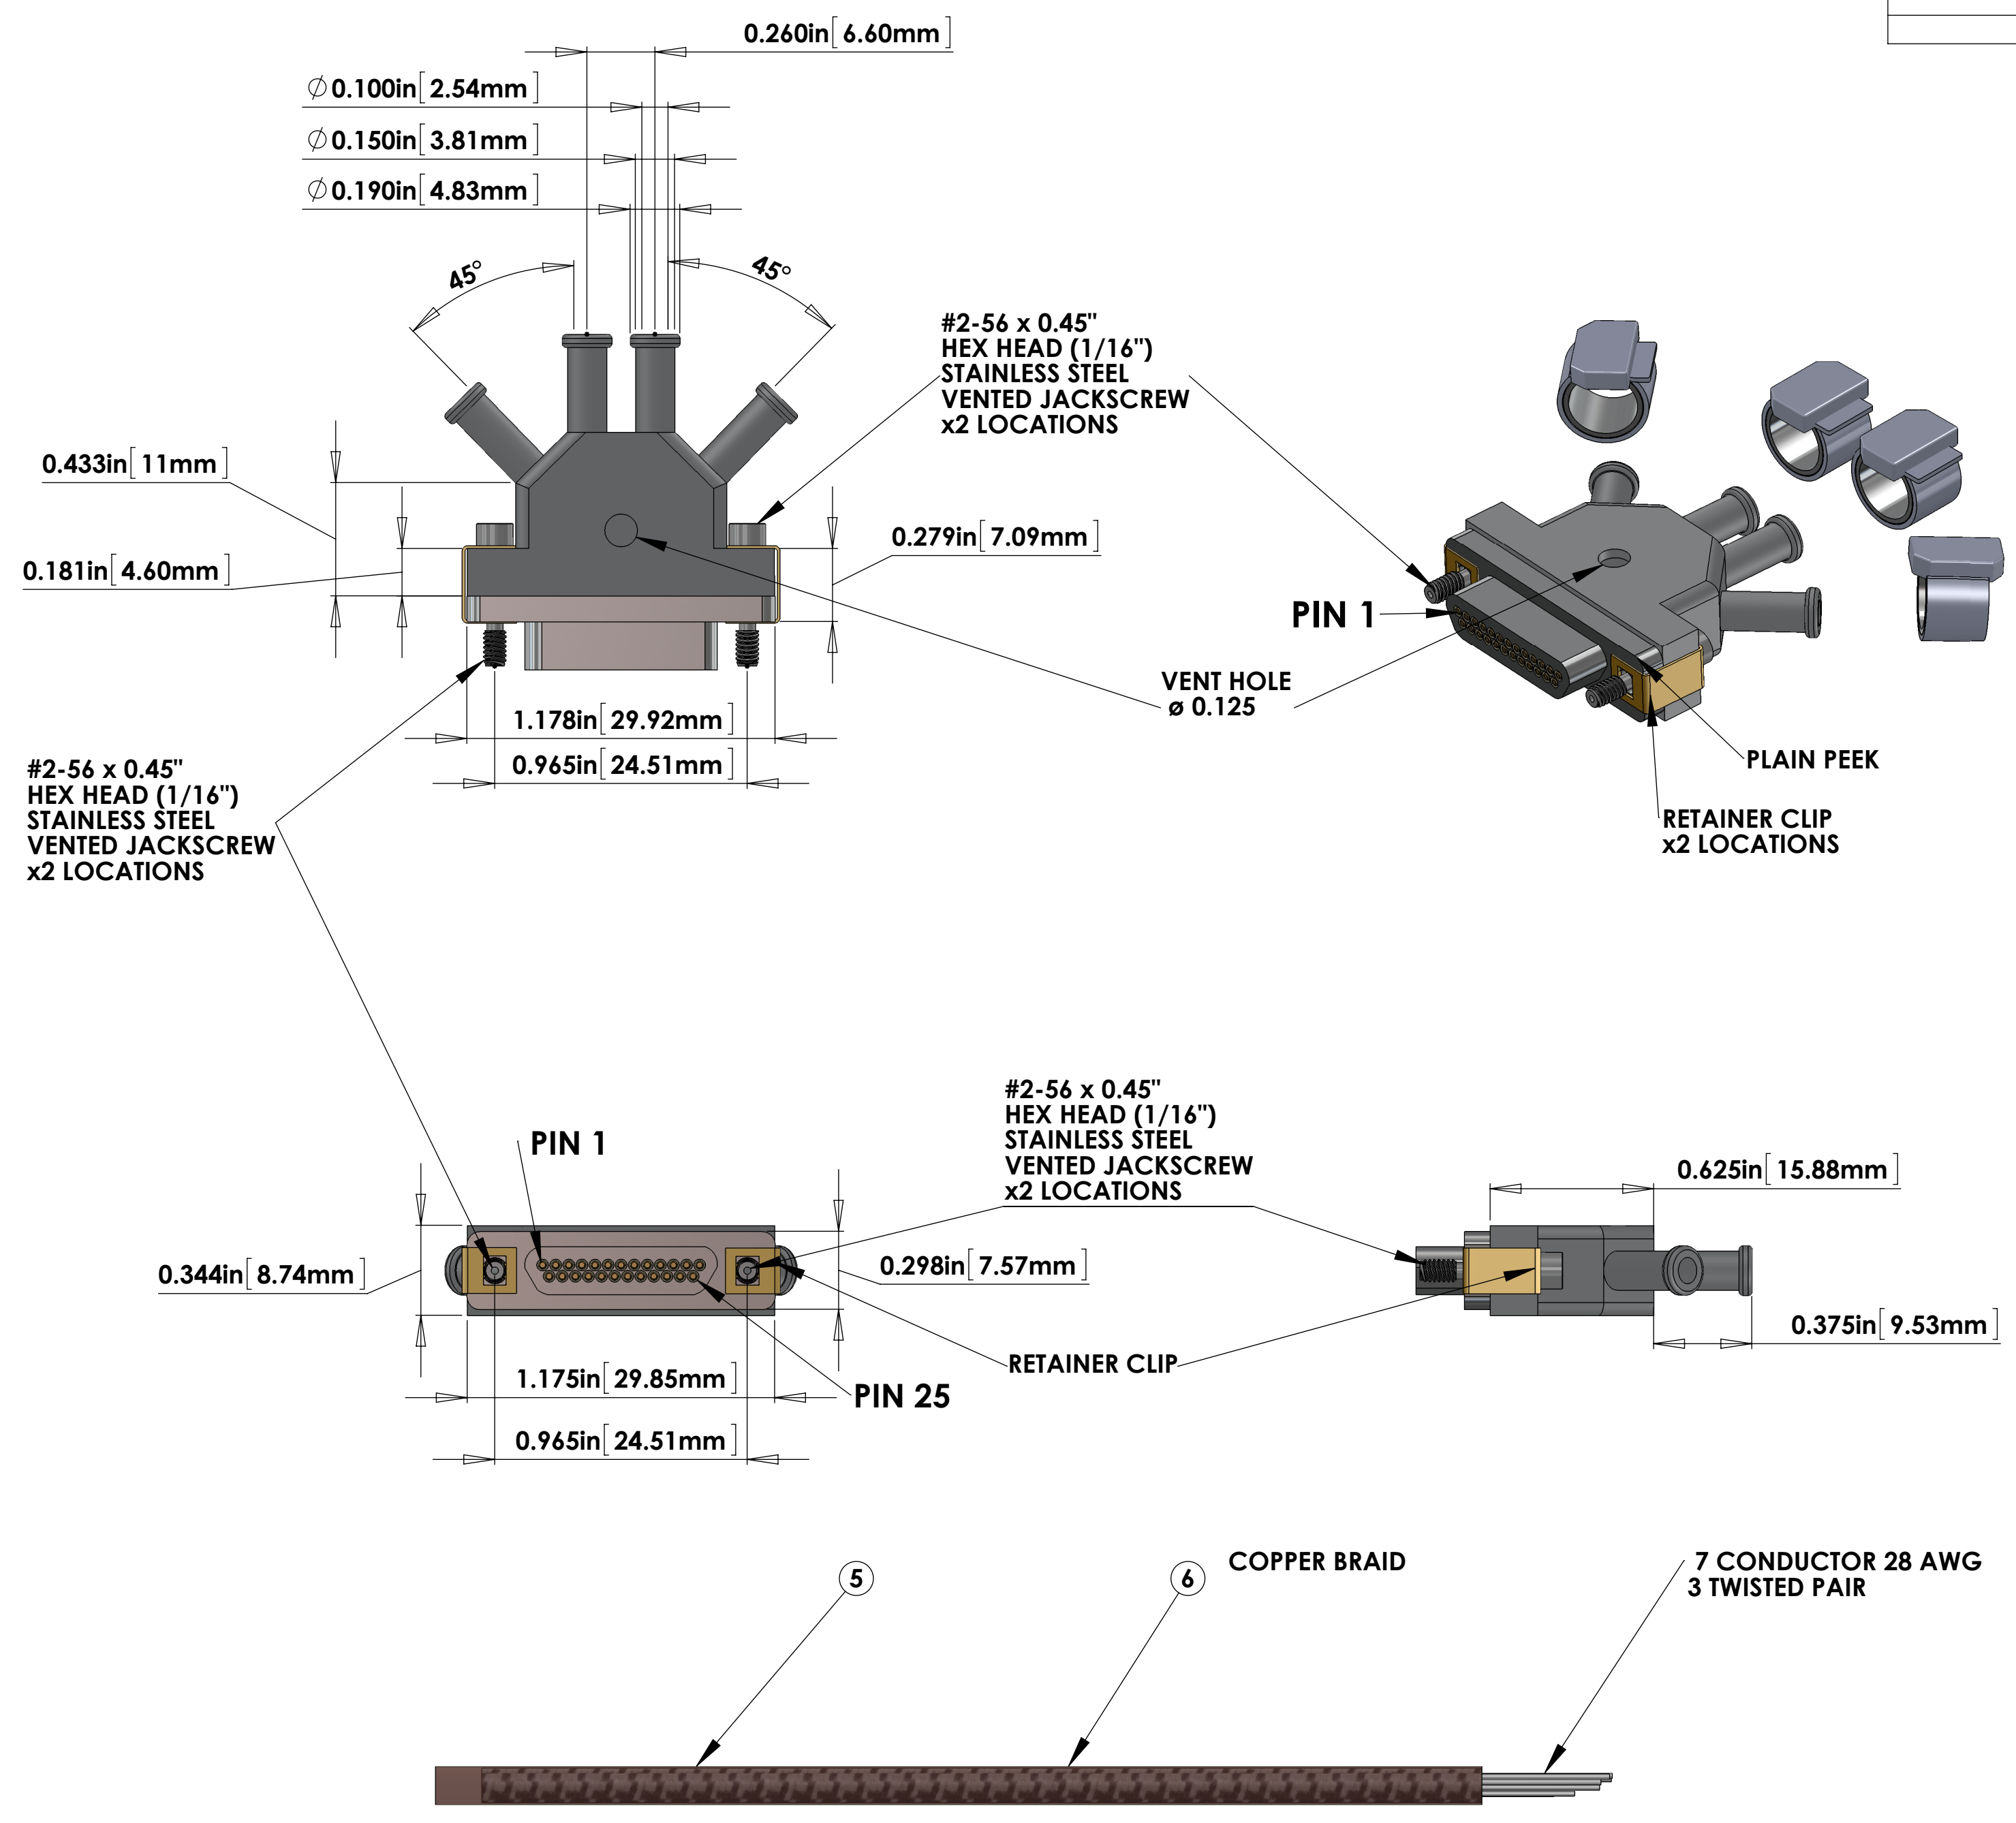 0.260in[6.60mm]
Ø0.100in[2.54mm]
Ø0.150in[3.81mm]
Ø0.190in[4.83mm]
45°
45°
#2-56 x 0.45"
HEX HEAD (1/16")
STAINLESS STEEL
VENTED JACKSCREW
x2 LOCATIONS
0.433in[11mm]
0.279in[7.09mm]
0.181in[4.60mm]
PIN 1
VENT HOLE
ø 0.125
1.178in[29.92mm]
0.965in[24.51mm]
PLAIN PEEK
RETAINER CLIP
x2 LOCATIONS
#2-56 x 0.45"
HEX HEAD (1/16")
STAINLESS STEEL
VENTED JACKSCREW
x2 LOCATIONS
#2-56 x 0.45"
HEX HEAD (1/16")
STAINLESS STEEL
VENTED JACKSCREW
x2 LOCATIONS
PIN 1
0.625in[15.88mm]
0.344in[8.74mm]
0.298in[7.57mm]
0.375in[9.53mm]
RETAINER CLIP
1.175in[29.85mm]
PIN 25
0.965in[24.51mm]
5
6
COPPER BRAID
7 CONDUCTOR 28 AWG
3 TWISTED PAIR